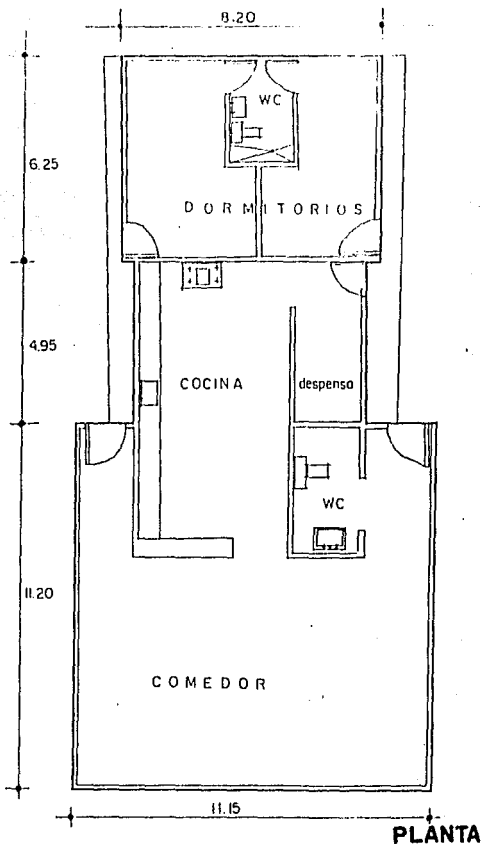 8.20
WC
6.25
DORMITORIOS
4.95
COCINA
despensa
WC
11.20
COMEDOR
11.15
PLANTA